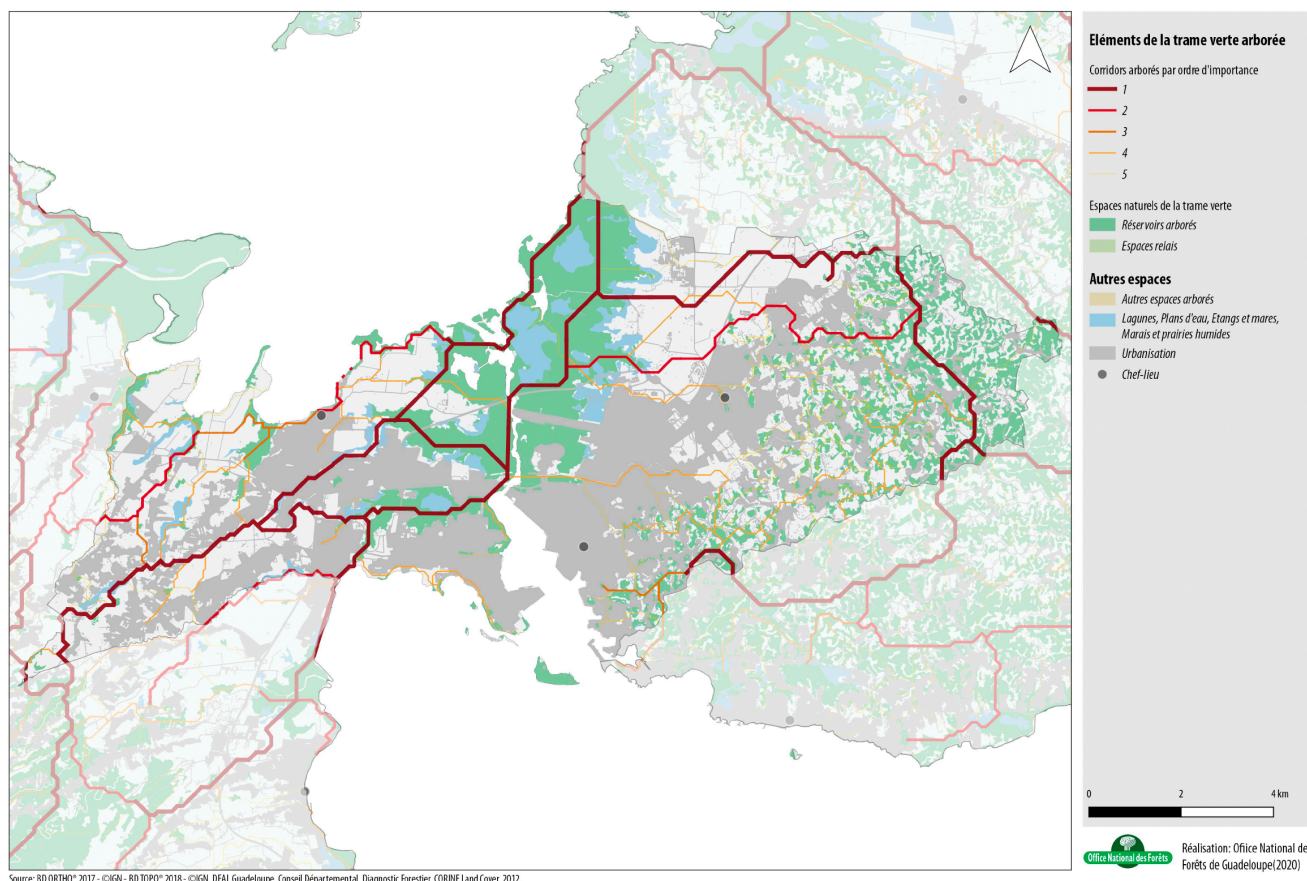 Eléments de la trame verte arborée
Corridors arborés par ordre d'importance
1
2
3
4
5
Espaces naturels de la trame verte
Réservoirs arborés
Espaces relais
Autres espaces
Autres espaces arborés
Lagunes, Plans d'eau, Etangs et mares,
Marais et prairies humides
Urbanisation
Chef-lieu
0 2 4 km
Office National des Forêts
Réalisation: Office National des
Forêts de Guadeloupe(2020)
Source: BD ORTHO® 2017 - ©IGN - BD TOPO® 2018 - ©IGN, DEAL Guadeloupe, Conseil Départemental, Diagnostic Forestier, CORINE Land Cover, 2012